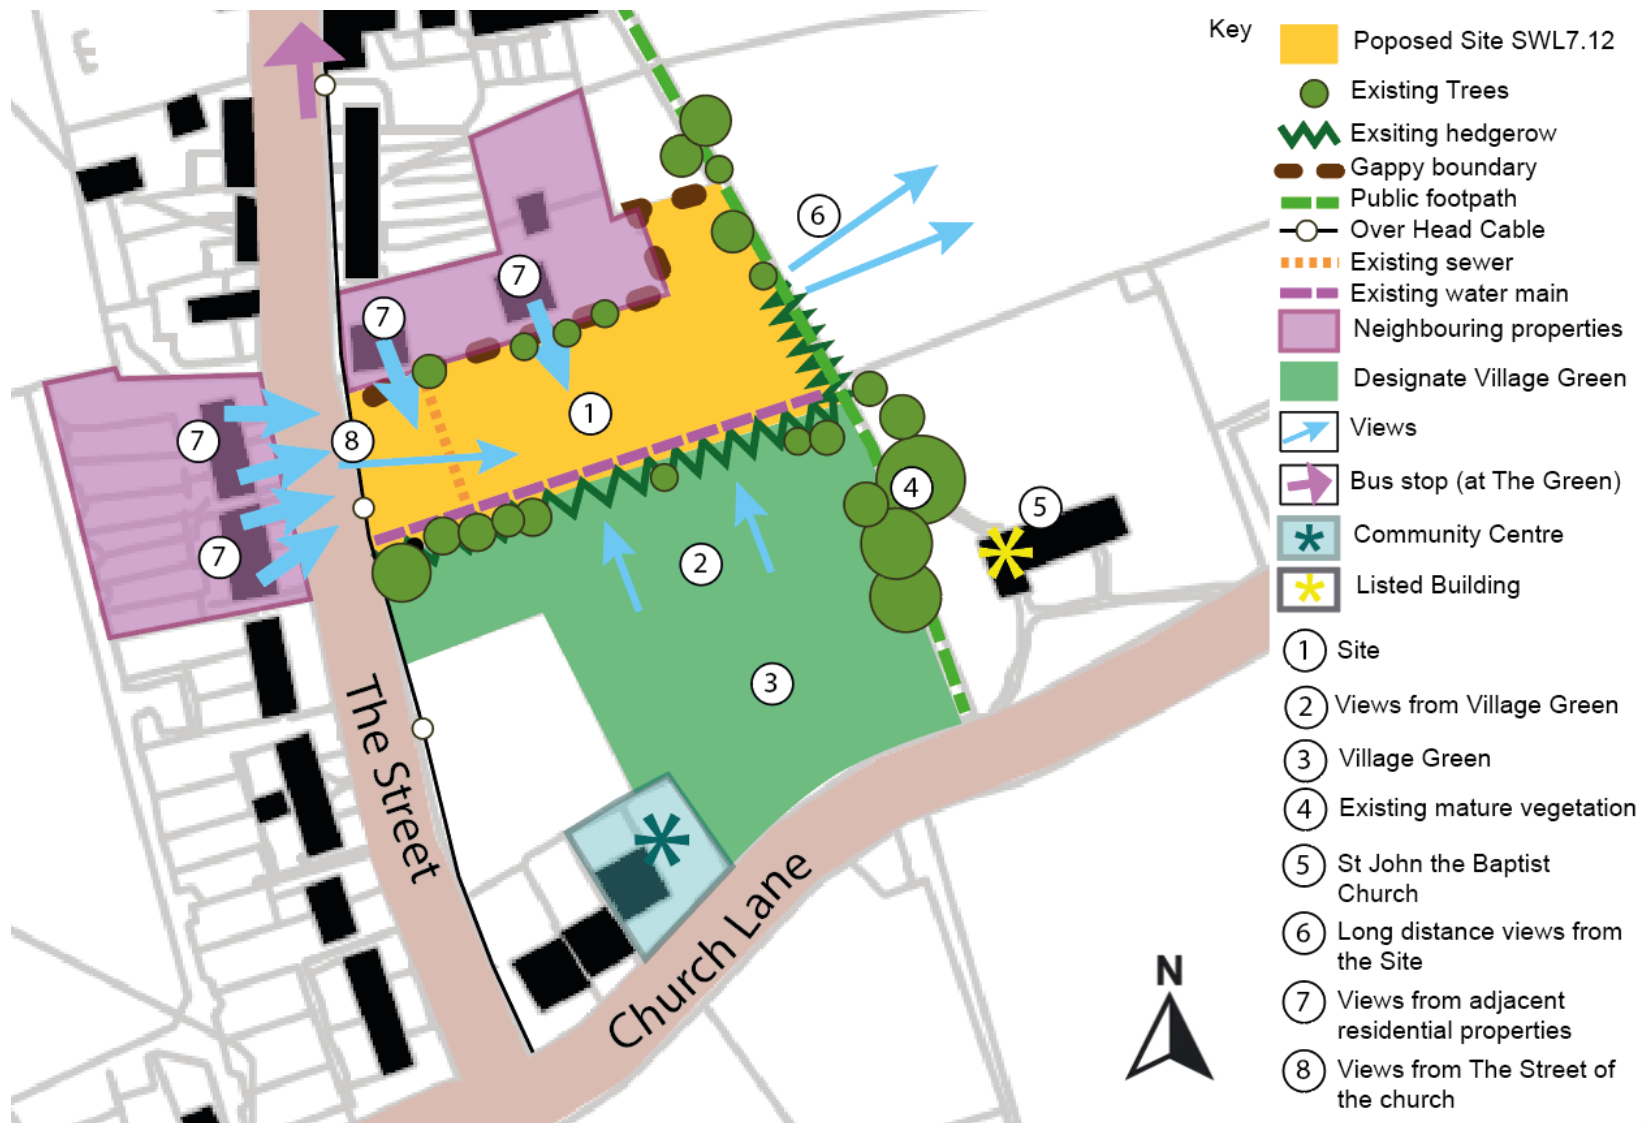 Key
Poposed Site SWL7.12
Existing Trees
Exsiting hedgerow
Gappy boundary
Public footpath
Over Head Cable
Existing sewer
Existing water main
Neighbouring properties
Designate Village Green
Views
Bus stop (at The Green)
Community Centre
Listed Building
1 Site
2 Views from Village Green
3 Village Green
4 Existing mature vegetation
5 St John the Baptist
Church
6 Long distance views from
the Site
7 Views from adjacent
residential properties
8 Views from The Street of
the church
6
7
7
1
7
8
4
5
7
2
3
The Street
Church Lane
N